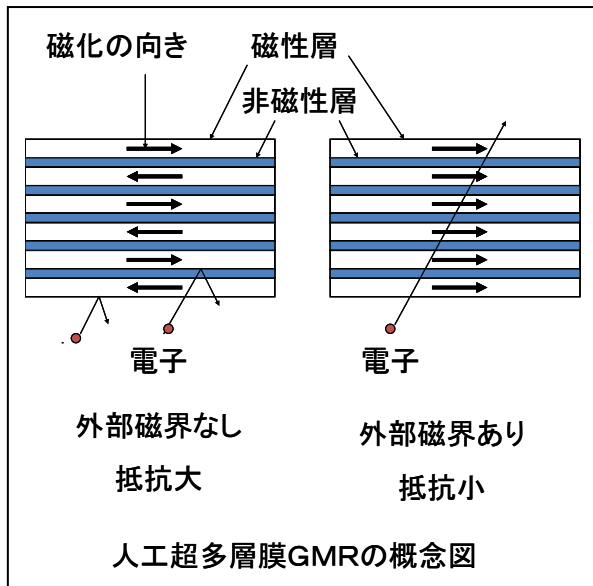 磁化の向き 磁性層
非磁性層
電子 電子
外部磁界なし 外部磁界あり
抵抗大 抵抗小
人工超多層膜GMRの概念図